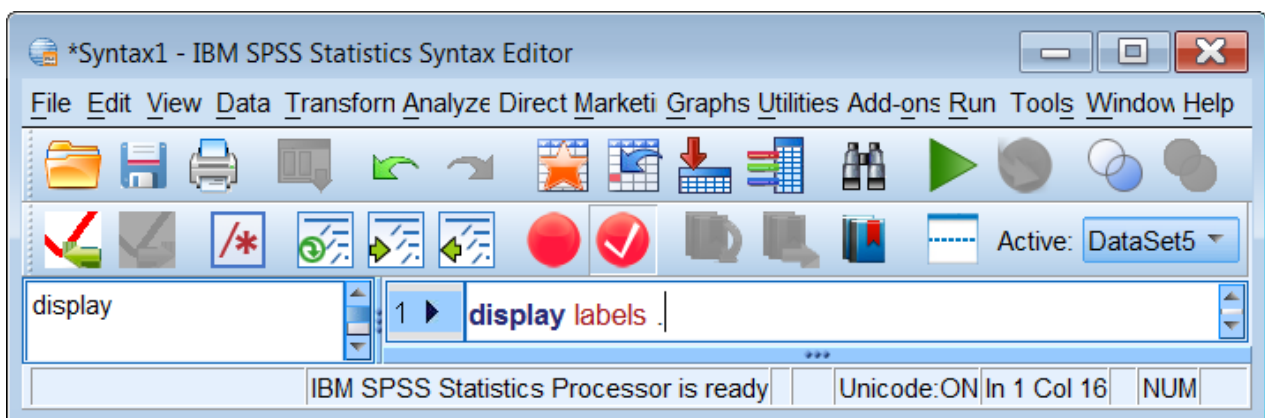 *Syntax1 - IBM SPSS Statistics Syntax Editor
File Edit View Data Transforn Analyze Direct Marketi Graphs Utilities Add-ons Run Tools Window Help
/*
Active: DataSet5
display
1 display labels .
IBM SPSS Statistics Processor is ready Unicode:ON In 1 Col 16 NUM